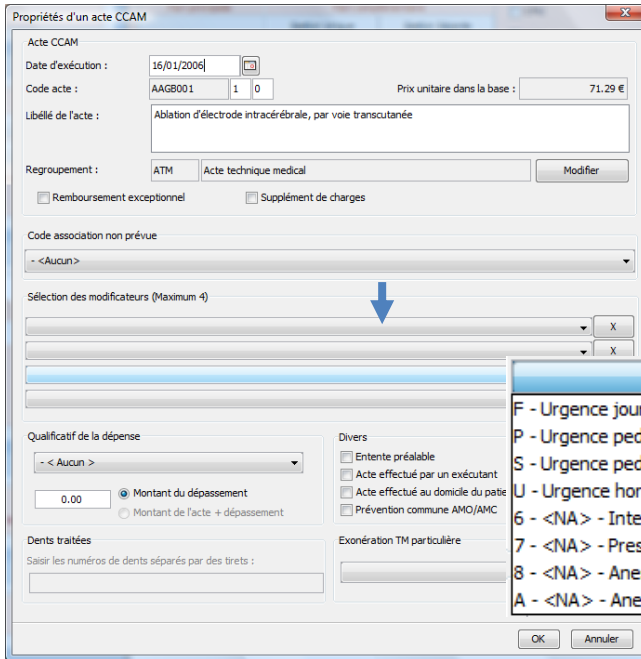 Propriétés d'un acte CCAM
Acte CCAM
Date d'exécution : 16/01/2006
Code acte : AAGB001 1 0 Prix unitaire dans la base : 71.29 €
Libéllé de l'acte : Ablation d'électrode intracérébrale, par voie transcutanée
Regroupement : ATM Acte technique medical Modifier
Remboursement exceptionnel Supplément de charges
Code association non prévue
- <Aucun>
Sélection des modificateurs (Maximum 4)
X
X
F - Urgence jour
P - Urgence ped
S - Urgence ped
U - Urgence hor
6 - <NA> - Inte
7 - <NA> - Pres
8 - <NA> - Anes
A - <NA> - Anes
Qualificatif de la dépense
- < Aucun >
0.00 Montant du dépassement
Montant de l'acte + dépassement
Divers
Entente préalable
Acte effectué par un exécutant
Acte effectué au domicile du patie
Prévention commune AMO/AMC
Dents traitées
Saisir les numéros de dents séparés par des tirets :
Exonération TM particulière
OK Annuler